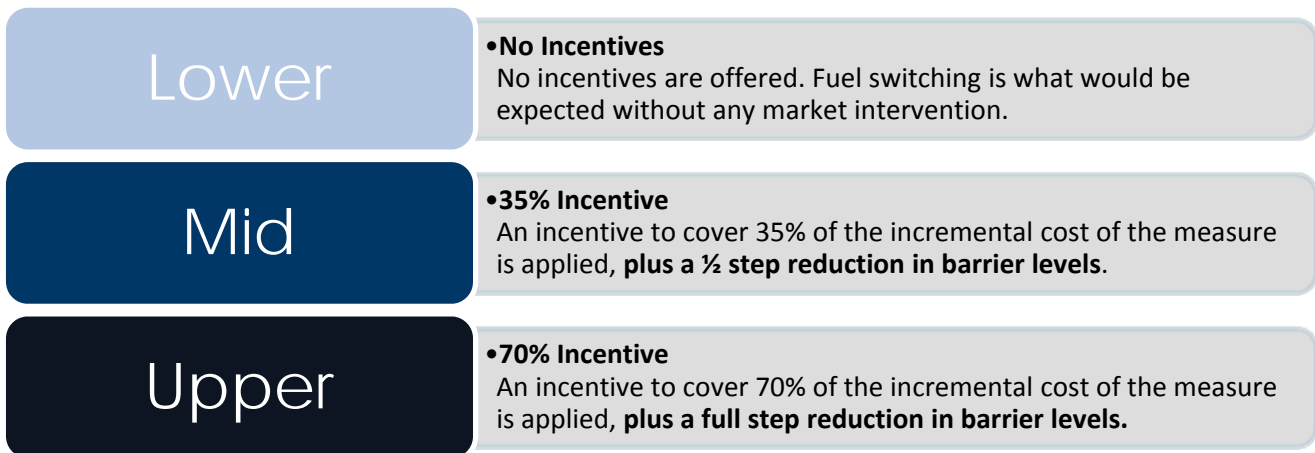 Lower
•No Incentives
No incentives are offered. Fuel switching is what would be
expected without any market intervention.
Mid
•35% Incentive
An incentive to cover 35% of the incremental cost of the measure
is applied, plus a ½ step reduction in barrier levels.
Upper
•70% Incentive
An incentive to cover 70% of the incremental cost of the measure
is applied, plus a full step reduction in barrier levels.